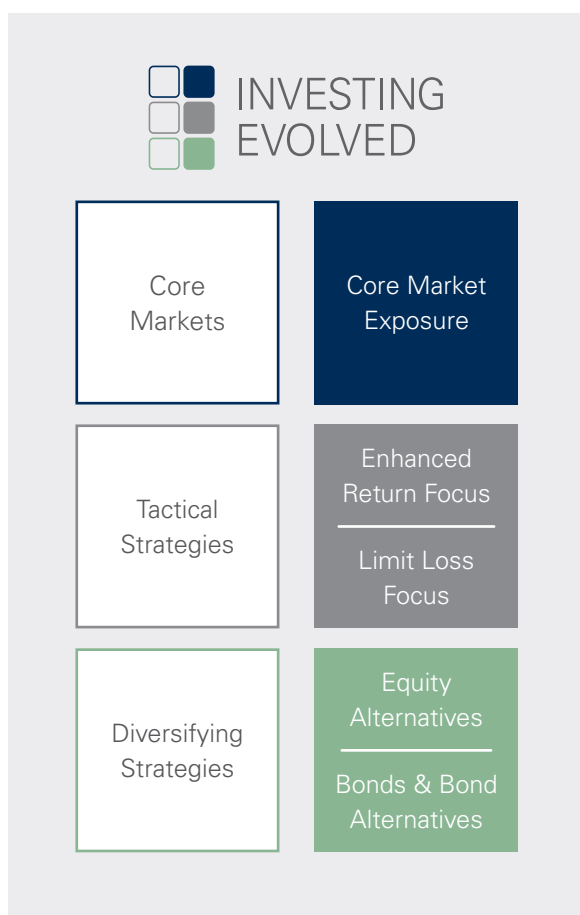 INVESTING
EVOLVED
Core
Markets
Core Market
Exposure
Tactical
Strategies
Enhanced
Return Focus
Limit Loss
Focus
Diversifying
Strategies
Equity
Alternatives
Bonds & Bond
Alternatives